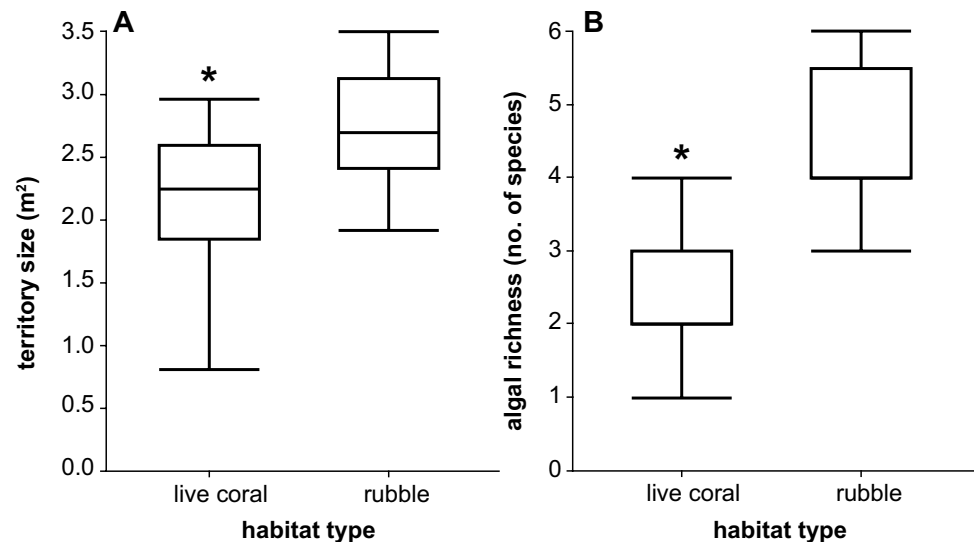 A
territory size (m²)
3.5
3.0
2.5
2.0
1.5
1.0
0.5
0.0
*
live coral
rubble
habitat type
B
algal richness (no. of species)
6
5
4
3
2
1
0
*
live coral
rubble
habitat type